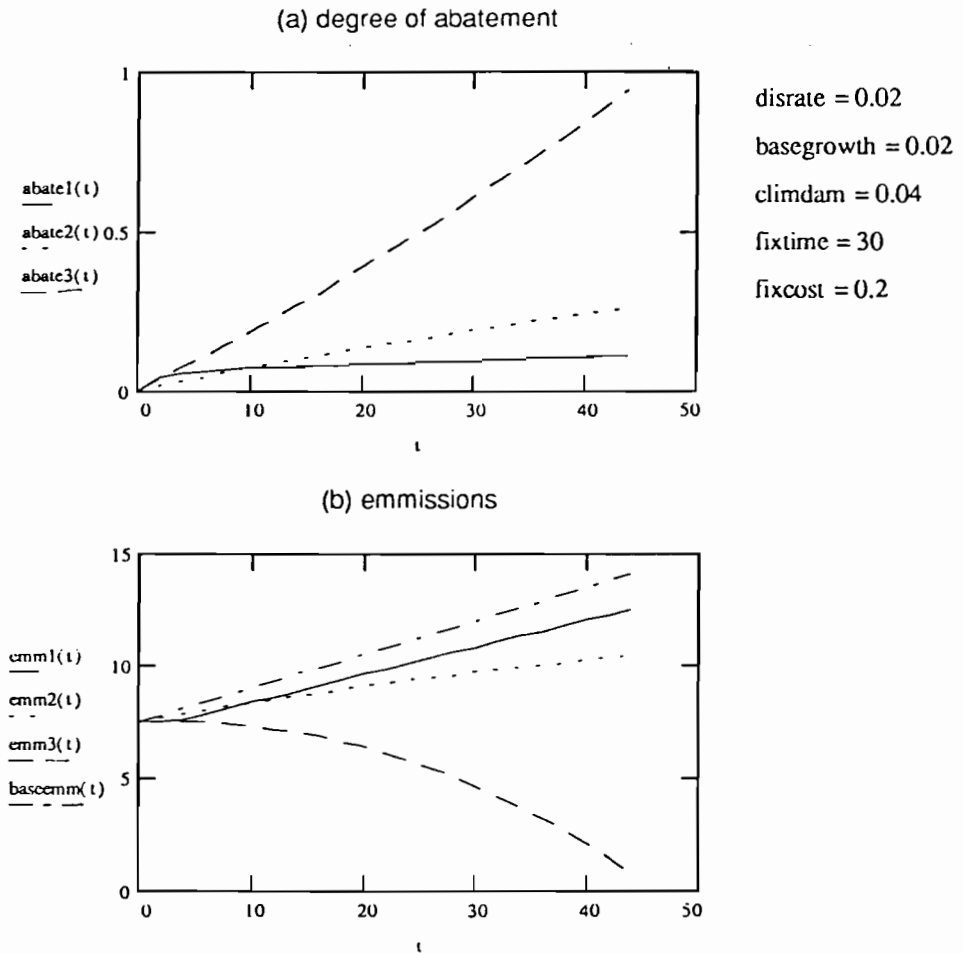 (a) degree of abatement
1
abate1(t)
abate2(t) 0.5
abate3(t)
0
0 10 20 30 40 50
t
disrate = 0.02
basegrowth = 0.02
climdam = 0.04
fixtime = 30
fixcost = 0.2
(b) emmissions
15
10
5
0
emm1(t)
emm2(t)
emm3(t)
baseemm(t)
0 10 20 30 40 50
t